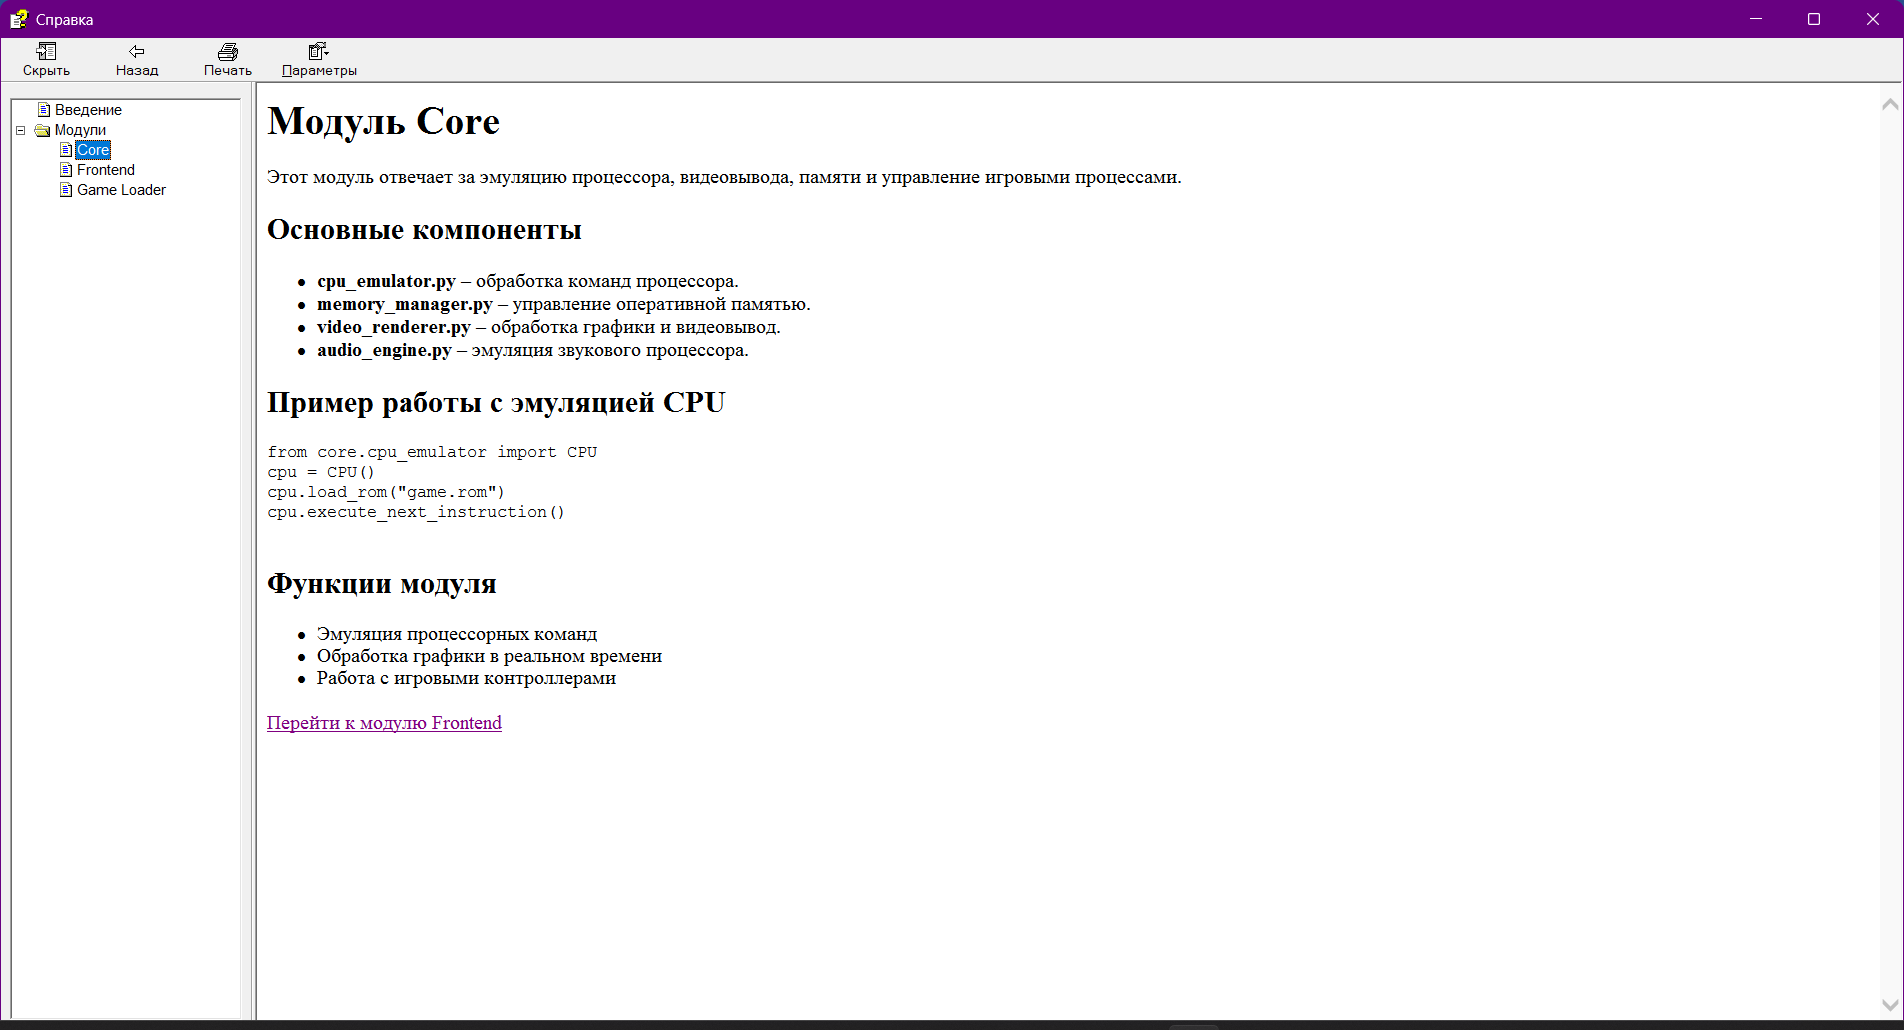 Справка
Скрыть
Назад
Печать
Параметры
Введение
Модули
Core
Frontend
Game Loader
Модуль Core
Этот модуль отвечает за эмуляцию процессора, видеовывода, памяти и управление игровыми процессами.
Основные компоненты
cpu_emulator.py – обработка команд процессора.
memory_manager.py – управление оперативной памятью.
video_renderer.py – обработка графики и видеовывод.
audio_engine.py – эмуляция звукового процессора.
Пример работы с эмуляцией CPU
from core.cpu_emulator import CPU
cpu = CPU()
cpu.load_rom("game.rom")
cpu.execute_next_instruction()
Функции модуля
Эмуляция процессорных команд
Обработка графики в реальном времени
Работа с игровыми контроллерами
Перейти к модулю Frontend